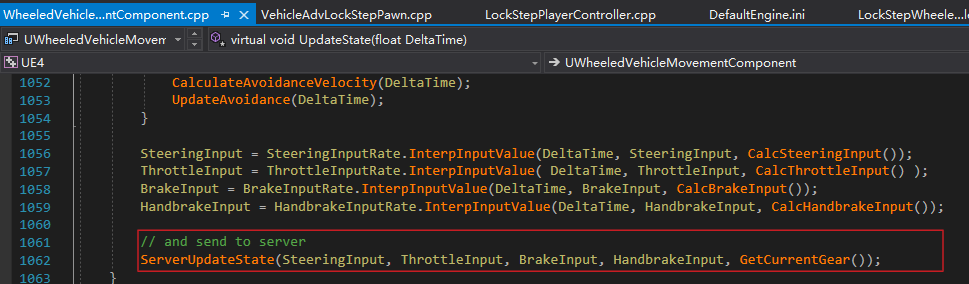 WheeledVehicle...ntComponent.cpp VehicleAdvLockStepPawn.cpp LockStepPlayerController.cpp DefaultEngine.ini LockStepWheele...
UWheeledVehicleMovem virtual void UpdateState(float DeltaTime)
UE4 UWheeledVehicleMovementComponent
1052 CalculateAvoidanceVelocity(DeltaTime);
1053 UpdateAvoidance(DeltaTime);
1054 }
1055
1056 SteeringInput = SteeringInputRate.InterpInputValue(DeltaTime, SteeringInput, CalcSteeringInput());
1057 ThrottleInput = ThrottleInputRate.InterpInputValue( DeltaTime, ThrottleInput, CalcThrottleInput() );
1058 BrakeInput = BrakeInputRate.InterpInputValue(DeltaTime, BrakeInput, CalcBrakeInput());
1059 HandbrakeInput = HandbrakeInputRate.InterpInputValue(DeltaTime, HandbrakeInput, CalcHandbrakeInput());
1060
1061 // and send to server
1062 ServerUpdateState(SteeringInput, ThrottleInput, BrakeInput, HandbrakeInput, GetCurrentGear());
1063 }